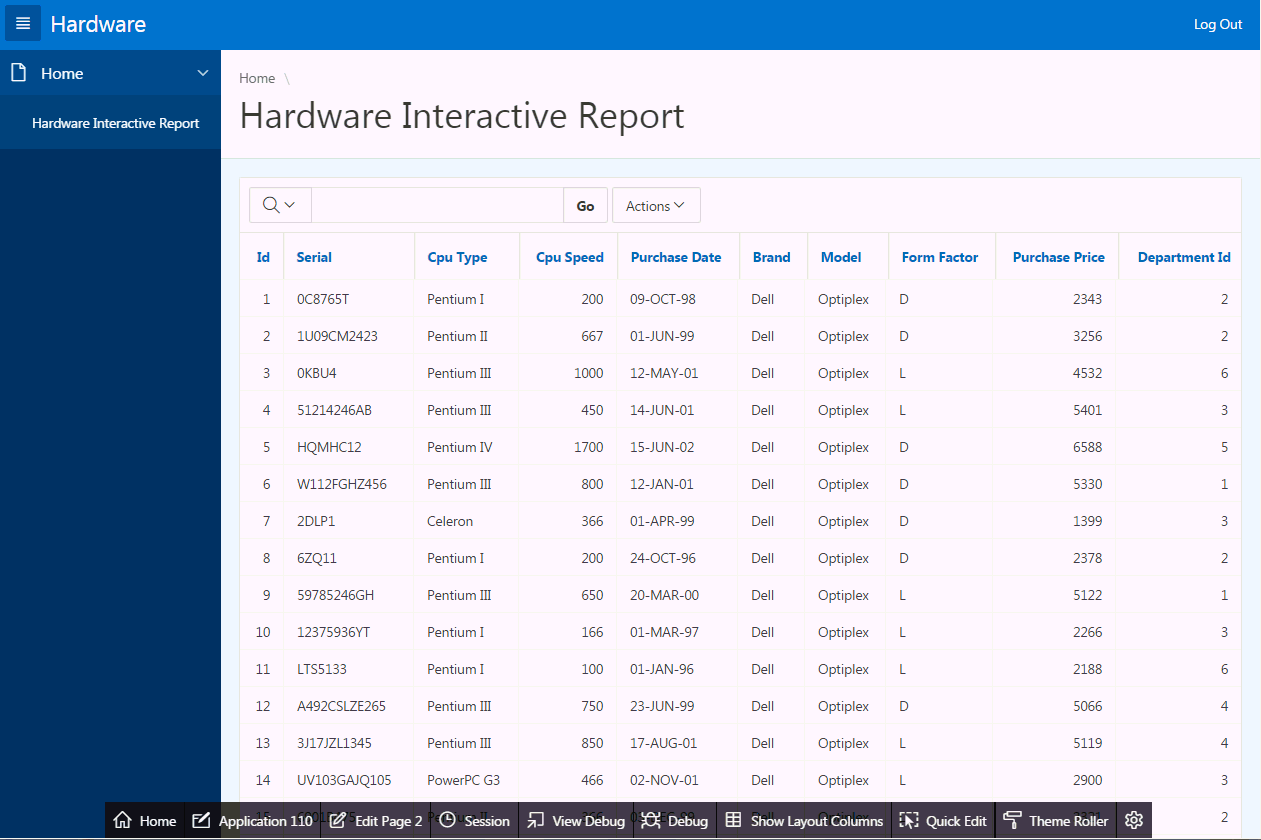 Hardware
Log Out
Home
Hardware Interactive Report
Home \
Hardware Interactive Report
Go Actions
Id Serial Cpu Type Cpu Speed Purchase Date Brand Model Form Factor Purchase Price Department Id
1 0C8765T Pentium I 200 09-OCT-98 Dell Optiplex D 2343 2
2 1U09CM2423 Pentium II 667 01-JUN-99 Dell Optiplex D 3256 2
3 0KBU4 Pentium III 1000 12-MAY-01 Dell Optiplex L 4532 6
4 51214246AB Pentium III 450 14-JUN-01 Dell Optiplex L 5401 3
5 HQMHC12 Pentium IV 1700 15-JUN-02 Dell Optiplex D 6588 5
6 W112FGHZ456 Pentium III 800 12-JAN-01 Dell Optiplex D 5330 1
7 2DLP1 Celeron 366 01-APR-99 Dell Optiplex D 1399 3
8 6ZQ11 Pentium I 200 24-OCT-96 Dell Optiplex D 2378 2
9 59785246GH Pentium III 650 20-MAR-00 Dell Optiplex L 5122 1
10 12375936YT Pentium I 166 01-MAR-97 Dell Optiplex L 2266 3
11 LTS5133 Pentium I 100 01-JAN-96 Dell Optiplex L 2188 6
12 A492CSLZE265 Pentium III 750 23-JUN-99 Dell Optiplex D 5066 4
13 3J17JZL1345 Pentium III 850 17-AUG-01 Dell Optiplex L 5119 4
14 UV103GAJQ105 PowerPC G3 466 02-NOV-01 Dell Optiplex L 2900 3
2
Home Application 110 Edit Page 2 Session View Debug Debug Show Layout Columns Quick Edit Theme Roller